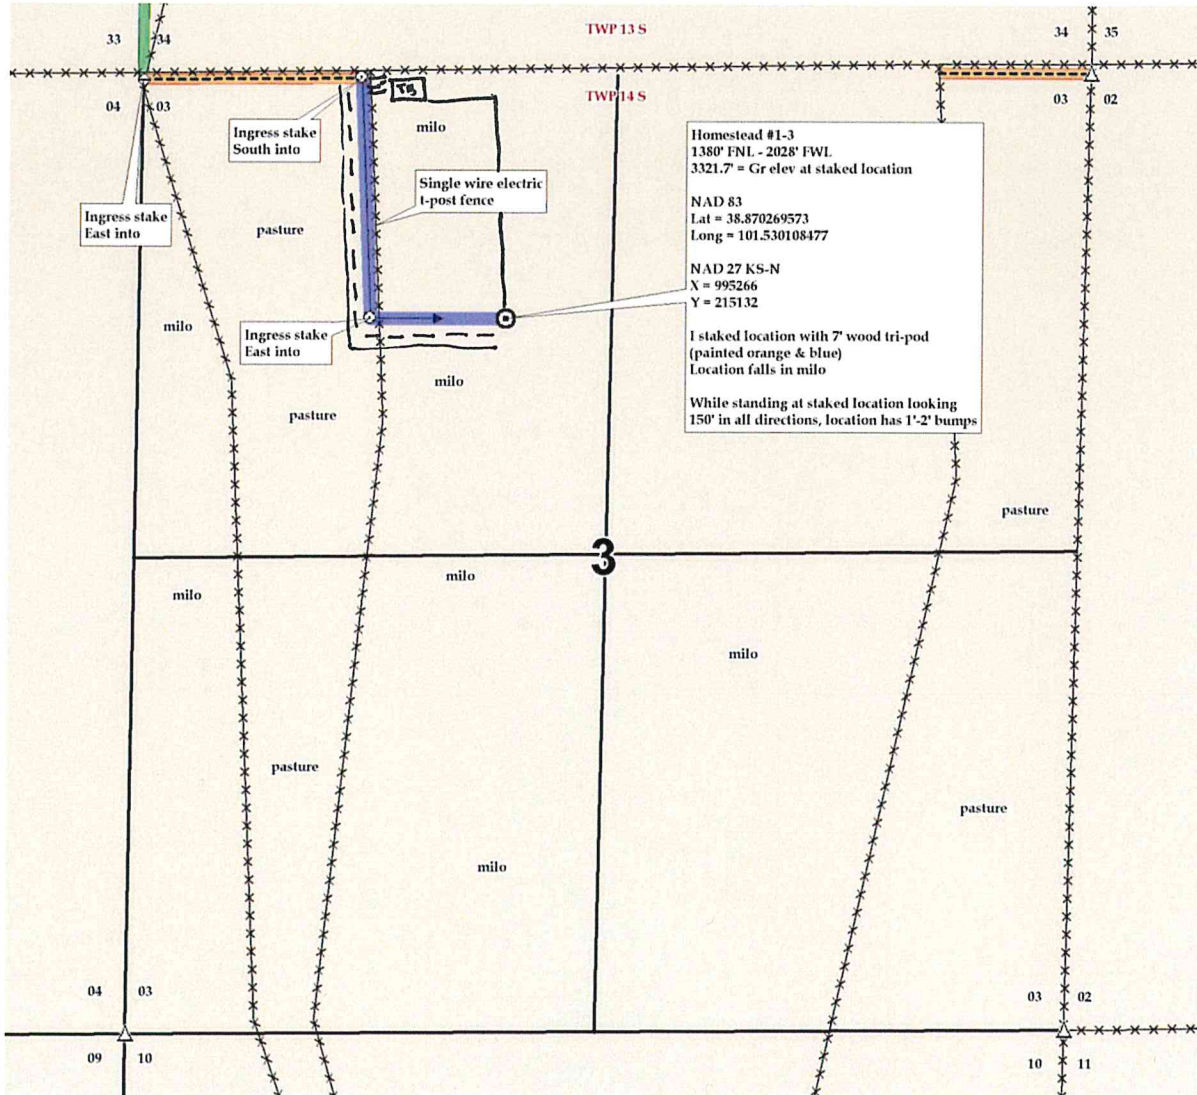 TWP 13 S
33
34
34
35
04
03
TWP 14 S
03
02
TB
milo
Ingress stake
South into
Homestead #1-3
1380' FNL - 2028' FWL
3321.7' = Gr elev at staked location
NAD 83
Lat = 38.870269573
Long = 101.530108477
NAD 27 KS-N
X = 995266
Y = 215132
I staked location with 7' wood tri-pod
(painted orange & blue)
Location falls in milo
While standing at staked location looking
150' in all directions, location has 1'-2' bumps
Single wire electric
t-post fence
Ingress stake
East into
pasture
milo
Ingress stake
East into
milo
pasture
pasture
3
milo
milo
milo
pasture
pasture
milo
04
03
03
02
09
10
10
11